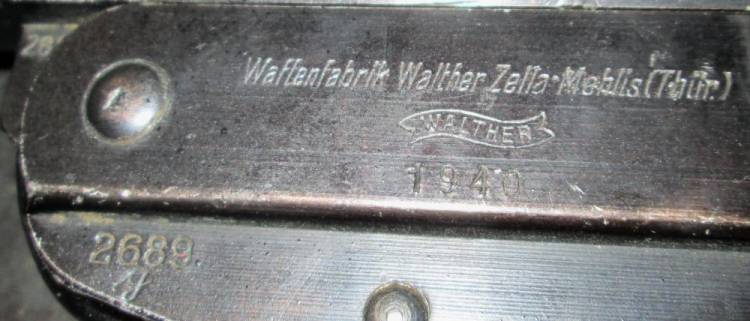 Waffenfabrik Walther Zella-Mehlis (Thür.)
WALTHER
1940
2689